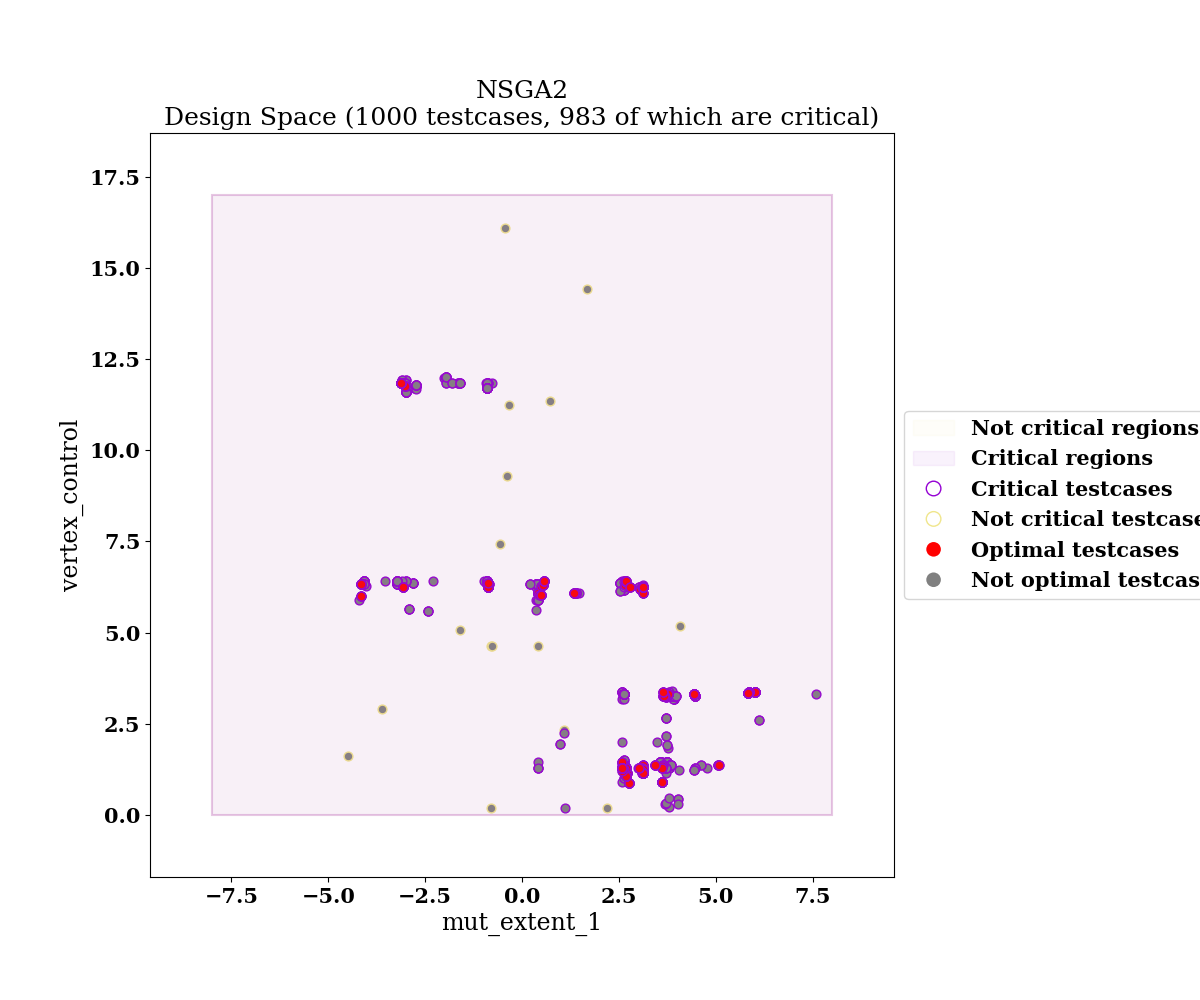 NSGA2
Design Space (1000 testcases, 983 of which are critical)
17.5
15.0
12.5
10.0
7.5
5.0
2.5
0.0
vertex_control
−7.5
−5.0
−2.5
0.0
2.5
5.0
7.5
mut_extent_1
Not critical regions
Critical regions
Critical testcases
Not critical testcase
Optimal testcases
Not optimal testcas